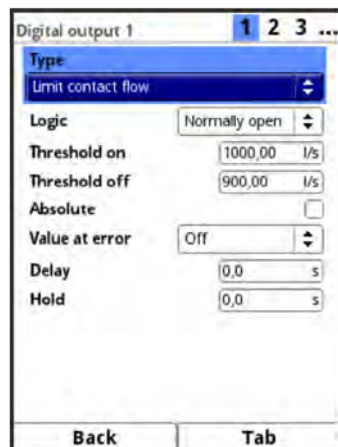 Digital output 1 1 2 3 ...
Type
Limit contact flow
Logic Normally open
Threshold on 1000,00 l/s
Threshold off 900,00 l/s
Absolute
Value at error Off
Delay 0,0 s
Hold 0,0 s
Back Tab